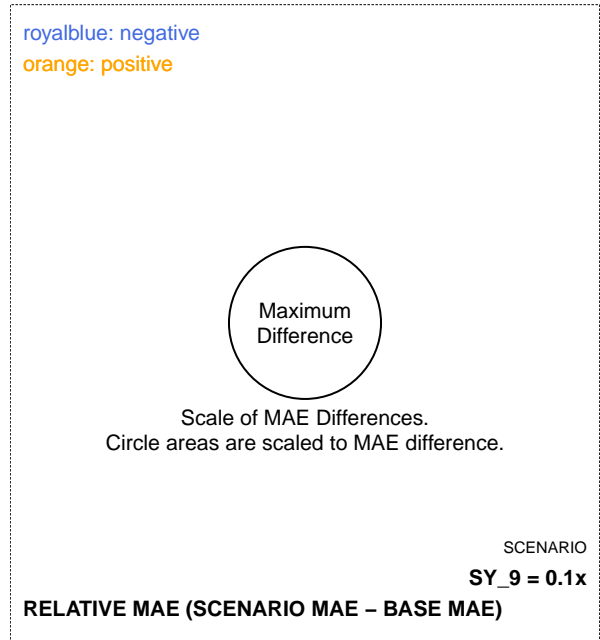 royalblue: negative
orange: positive
Maximum
Difference
Scale of MAE Differences.
Circle areas are scaled to MAE difference.
SCENARIO
SY_9 = 0.1x
RELATIVE MAE (SCENARIO MAE − BASE MAE)